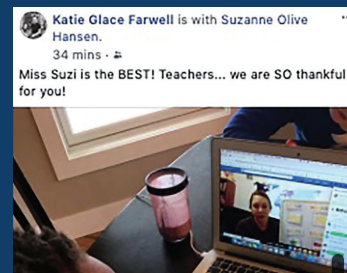 Katie Glace Farwell is with Suzanne Olive
Hansen.
34 mins ·
Miss Suzi is the BEST! Teachers... we are SO thankful
for you!